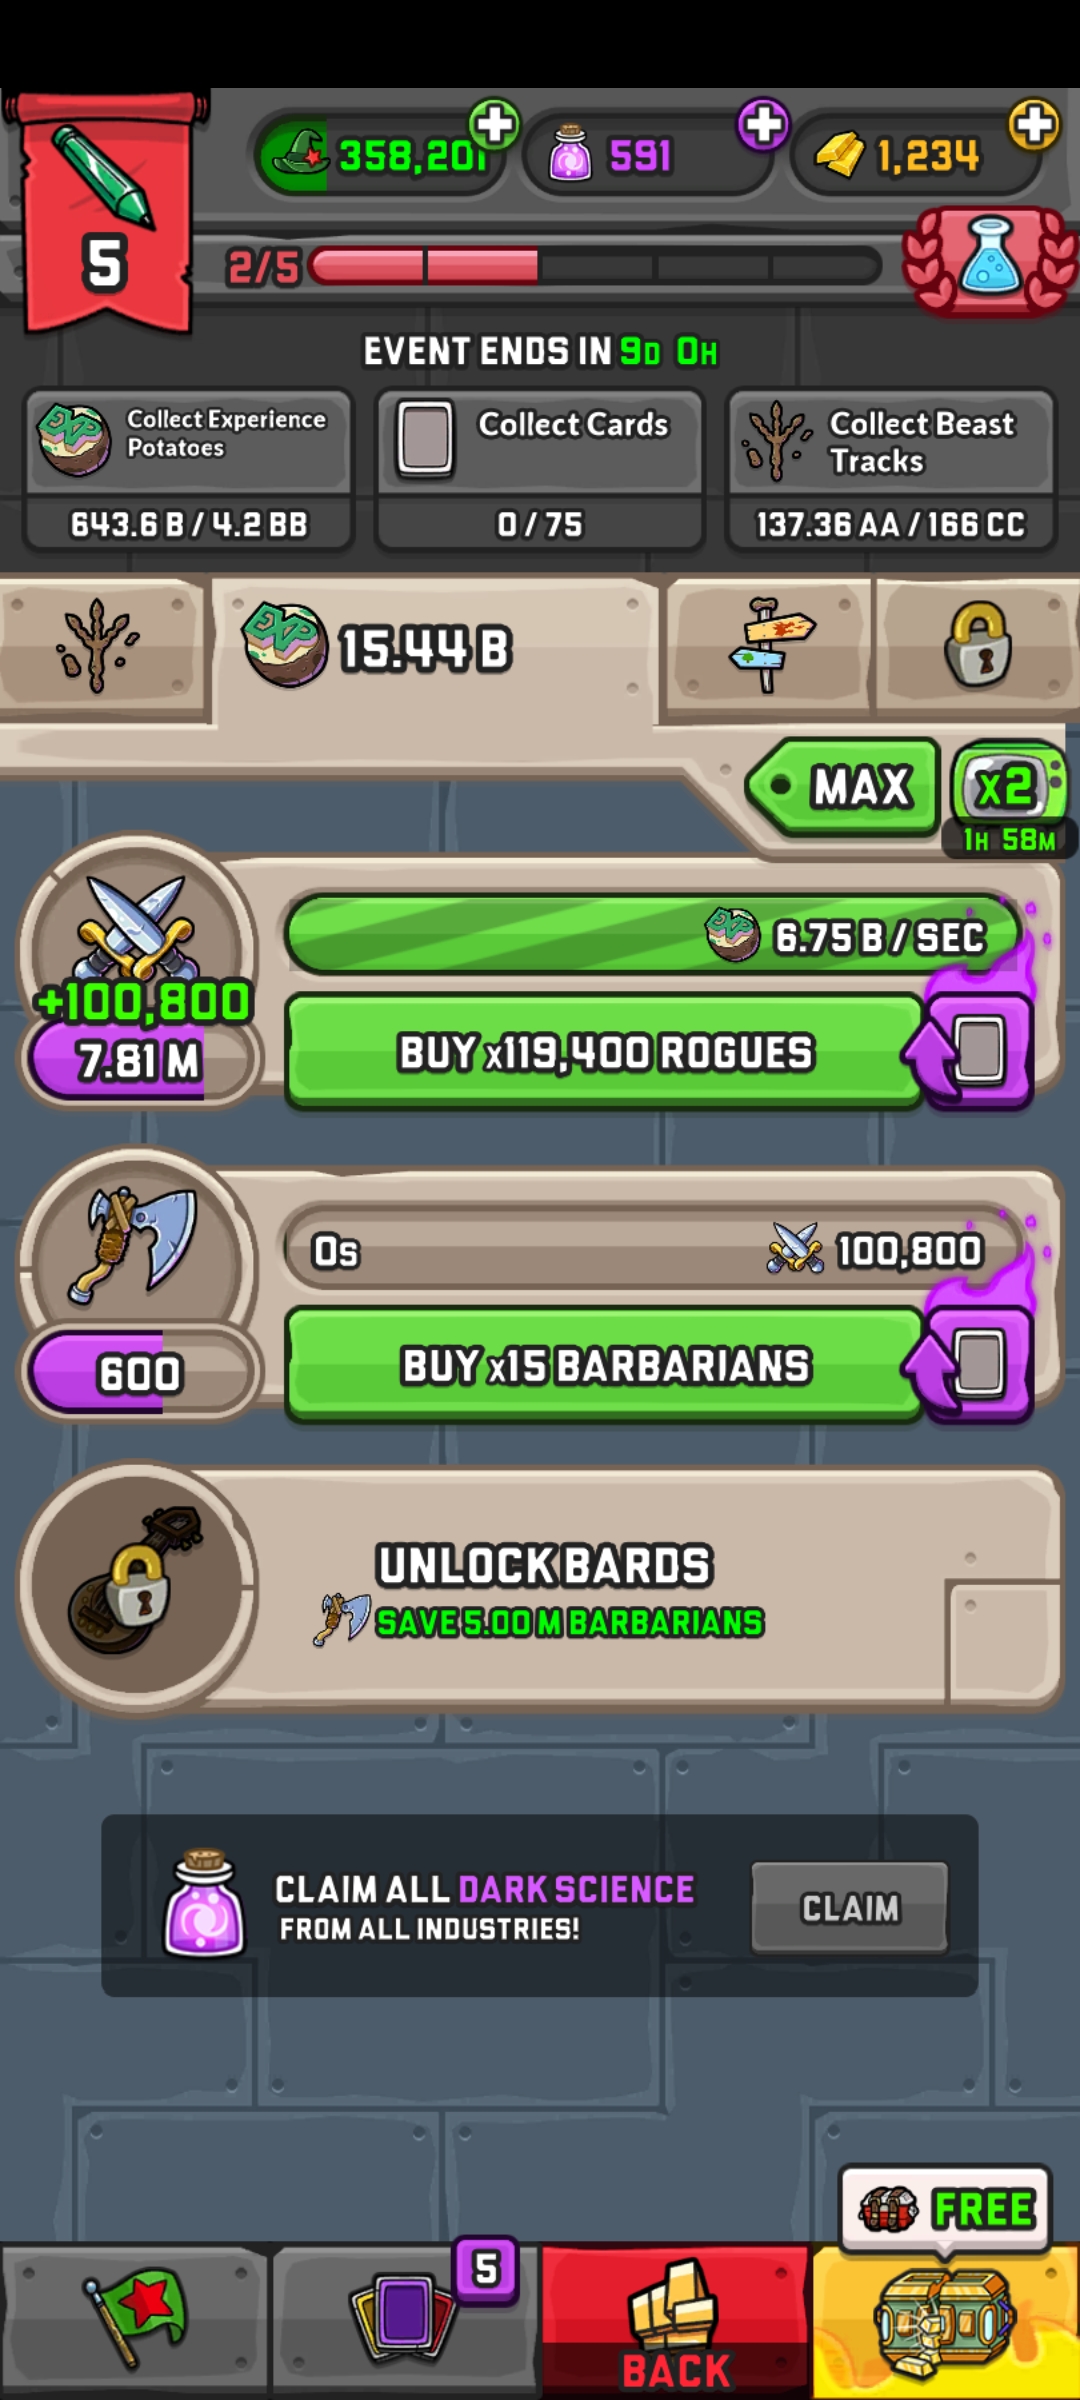 358,201
591
1,234
5
2/5
EVENT ENDS IN 9D 0H
Collect Experience
Potatoes
643.6 B / 4.2 BB
Collect Cards
0 / 75
Collect Beast
Tracks
137.36 AA / 166 CC
EXP
15.44 B
MAX
x2
1H 58M
6.75 B / SEC
+100,800
7.81 M
BUY x119,400 ROGUES
0s
100,800
600
BUY x15 BARBARIANS
UNLOCK BARDS
SAVE 5.00 M BARBARIANS
CLAIM ALL DARK SCIENCE
FROM ALL INDUSTRIES!
CLAIM
FREE
5
BACK